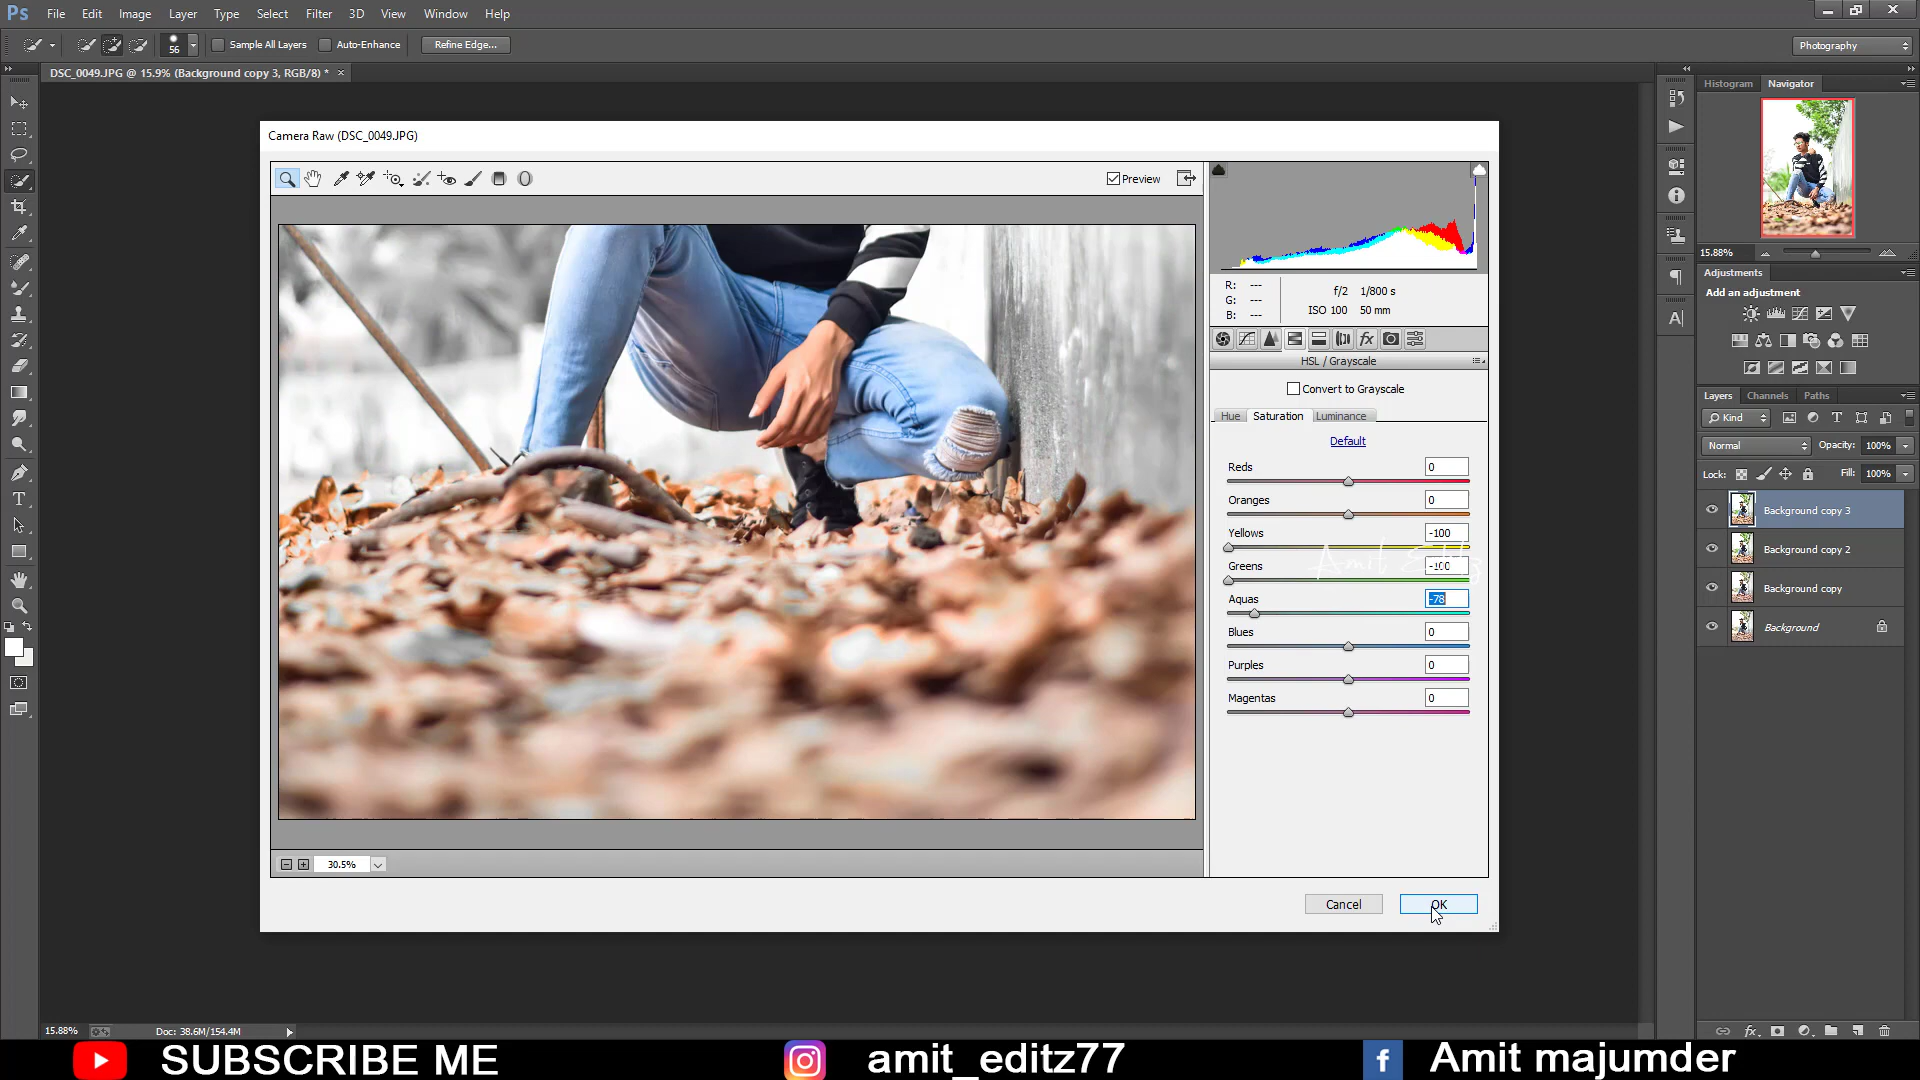 Ps File Edit Image Layer Type Select Filter 3D View Window Help
56 Sample All Layers Auto-Enhance Refine Edge... Photography
DSC_0049.JPG @ 15.9% (Background copy 3, RGB/8) * ×
Histogram Navigator
Camera Raw (DSC_0049.JPG)
Preview
15.88%
Adjustments
Add an adjustment
R: ---
G: ---
B: ---
f/2 1/800 s
ISO 100 50 mm
HSL / Grayscale
Convert to Grayscale
Hue Saturation Luminance
Default
Reds 0
Oranges 0
Yellows -100
Greens -100
Aquas -78
Blues 0
Purples 0
Magentas 0
Amit Editz
Layers Channels Paths
Kind
Normal Opacity: 100%
Lock: Fill: 100%
Background copy 3
Background copy 2
Background copy
Background
30.5%
Cancel OK
15.88% Doc: 38.6M/154.4M
SUBSCRIBE ME amit_editz77 Amit majumder